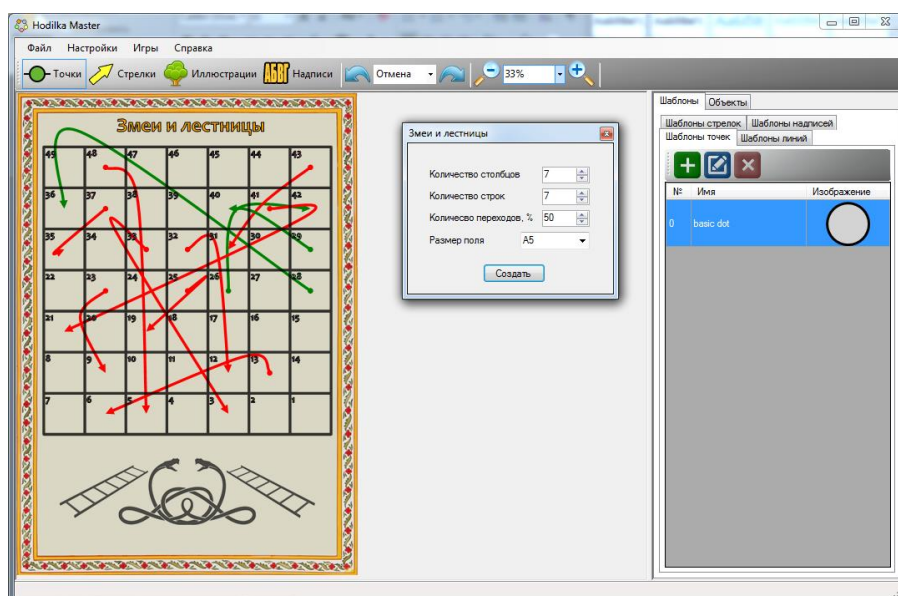 Hodilka Master
Файл Настройки Игры Справка
Точки Стрелки Иллюстрации АБВГ Надписи Отмена 33%
Змеи и лестницы
49 48 47 46 45 44 43
36 37 38 39 40 41 42
35 34 33 32 31 30 29
22 23 24 25 26 27 28
21 20 19 18 17 16 15
8 9 10 11 12 13 14
7 6 5 4 3 2 1
Змеи и лестницы
Количество столбцов 7
Количество строк 7
Количесво переходов, % 50
Размер поля A5
Создать
Шаблоны Объекты
Шаблоны стрелок Шаблоны надписей
Шаблоны точек Шаблоны линий
№ Имя Изображение
0 basic dot